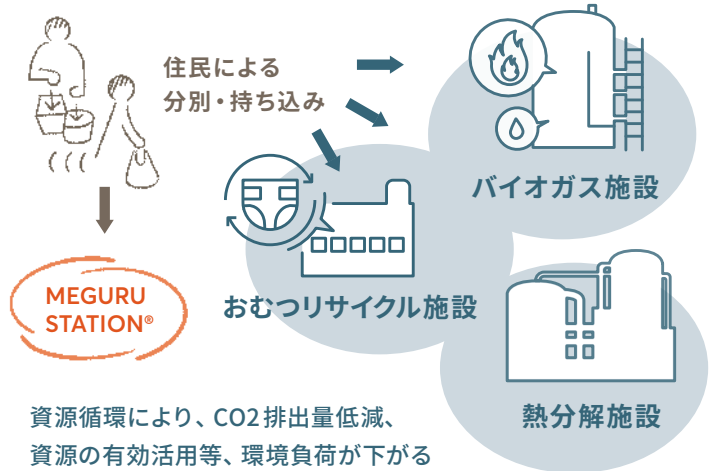 住民による
分別・持ち込み
バイオガス施設
おむつリサイクル施設
MEGURU
STATION®
熱分解施設
資源循環により、CO2排出量低減、
資源の有効活用等、環境負荷が下がる